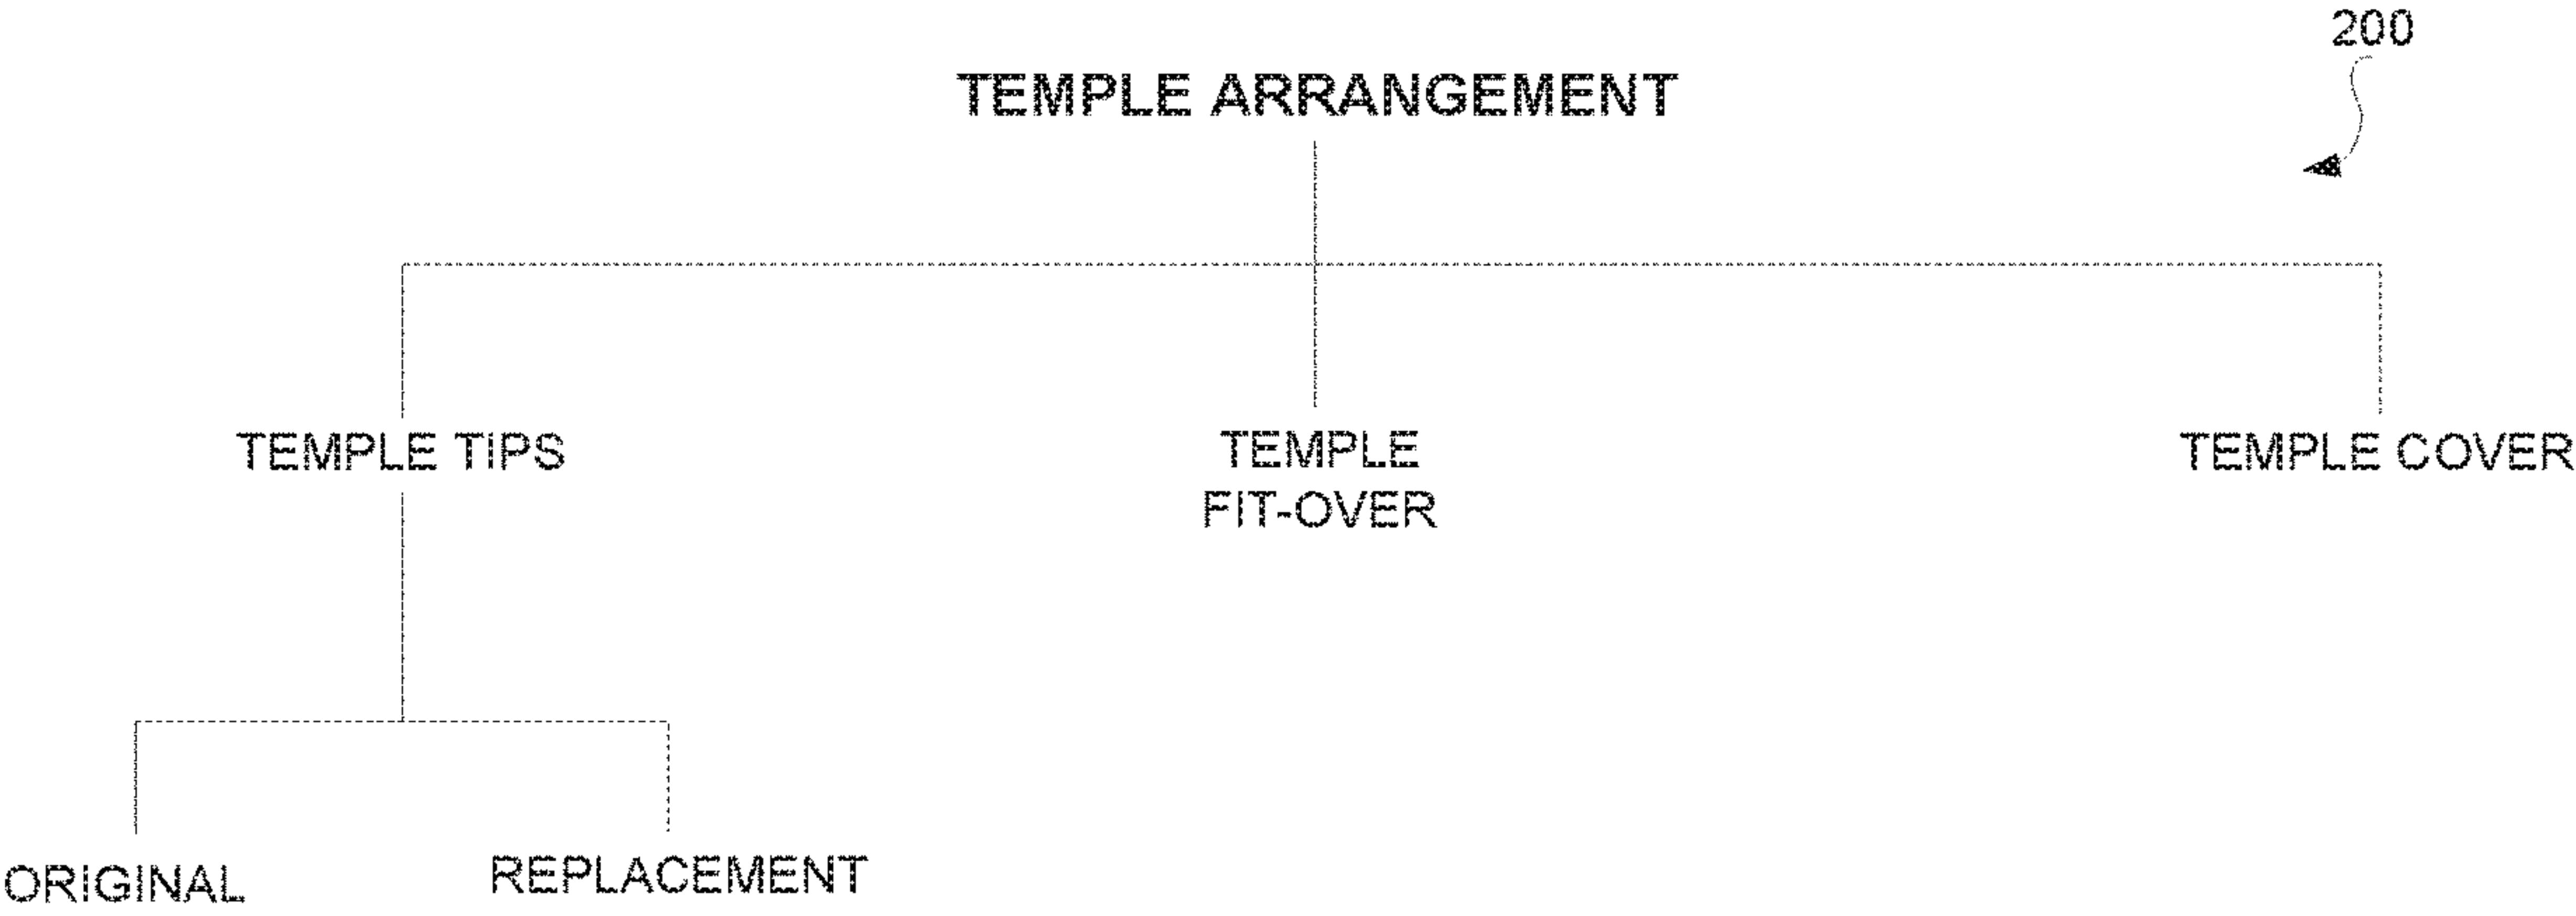 200
TEMPLE ARRANGEMENT
TEMPLE TIPS
TEMPLE
FIT-OVER
TEMPLE COVER
ORIGINAL
REPLACEMENT